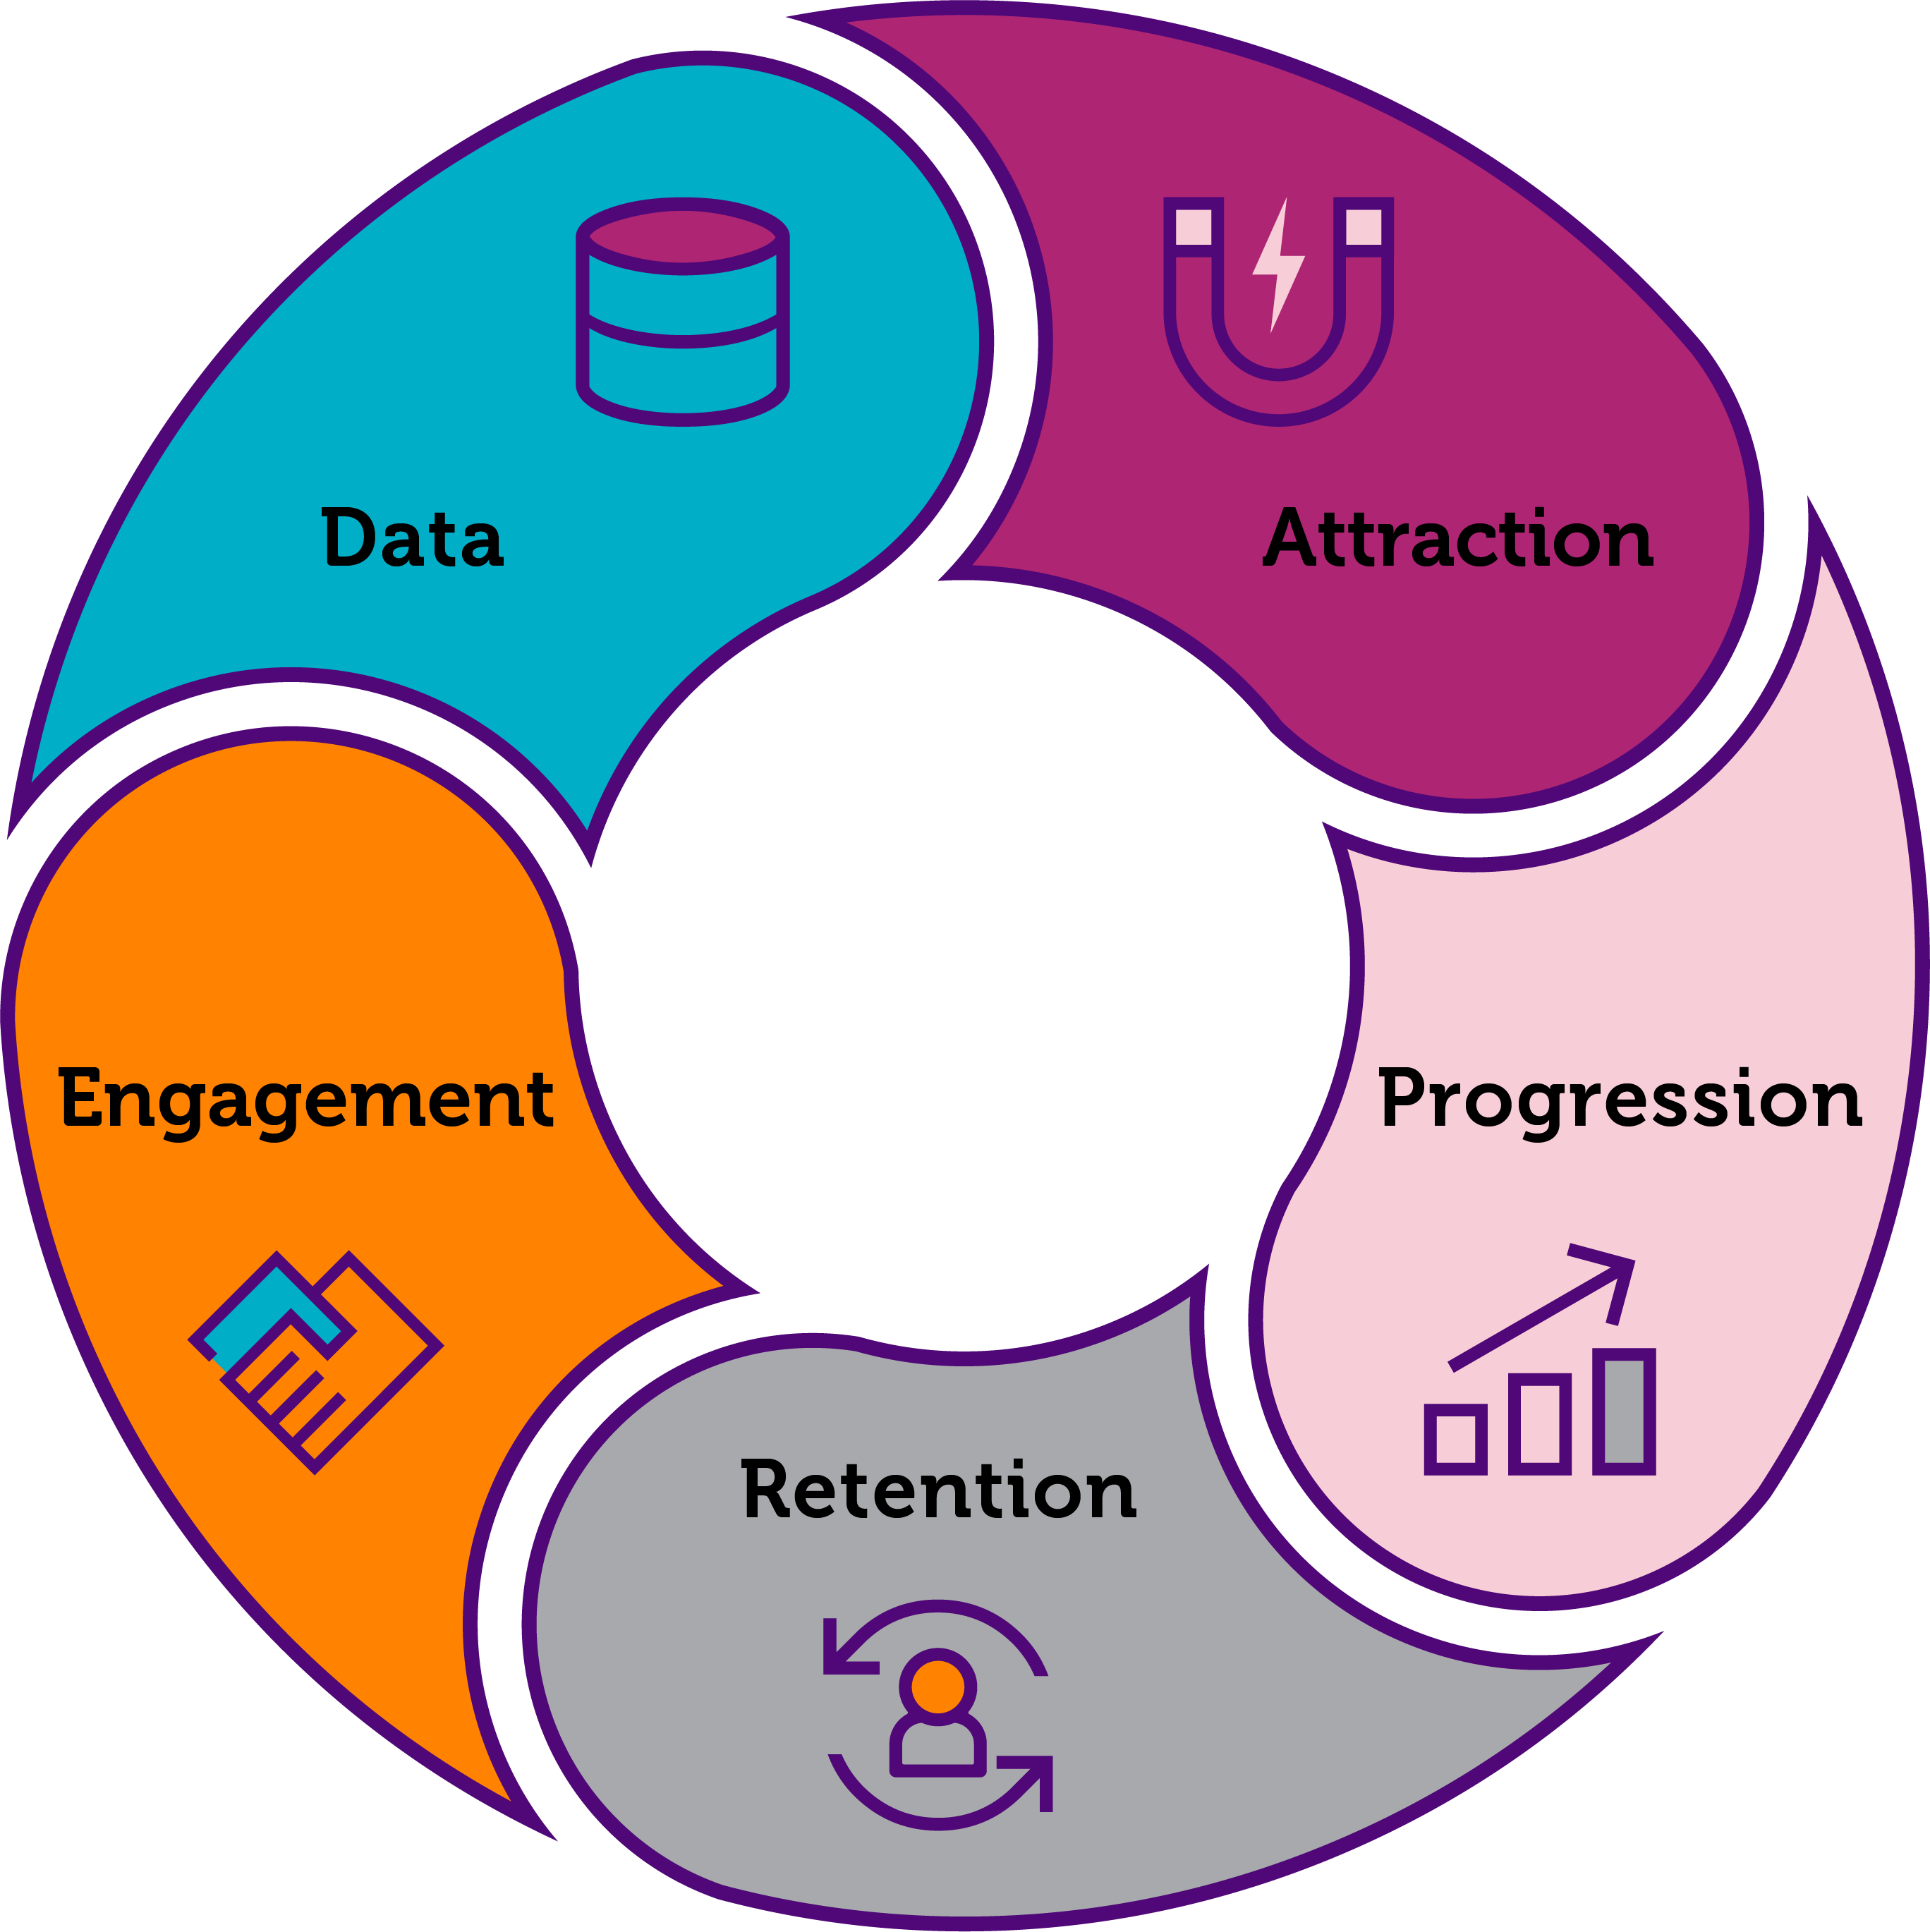 Data
Attraction
Engagement
Progression
Retention